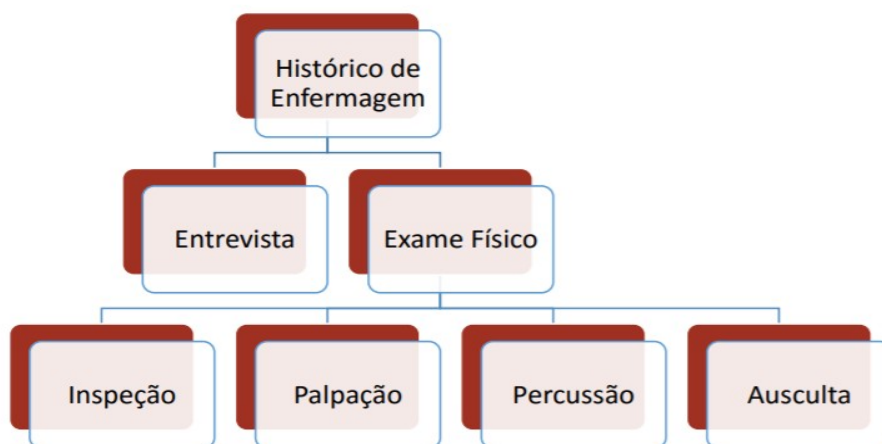 Histórico de
Enfermagem
Entrevista
Exame Físico
Inspeção
Palpação
Percussão
Ausculta